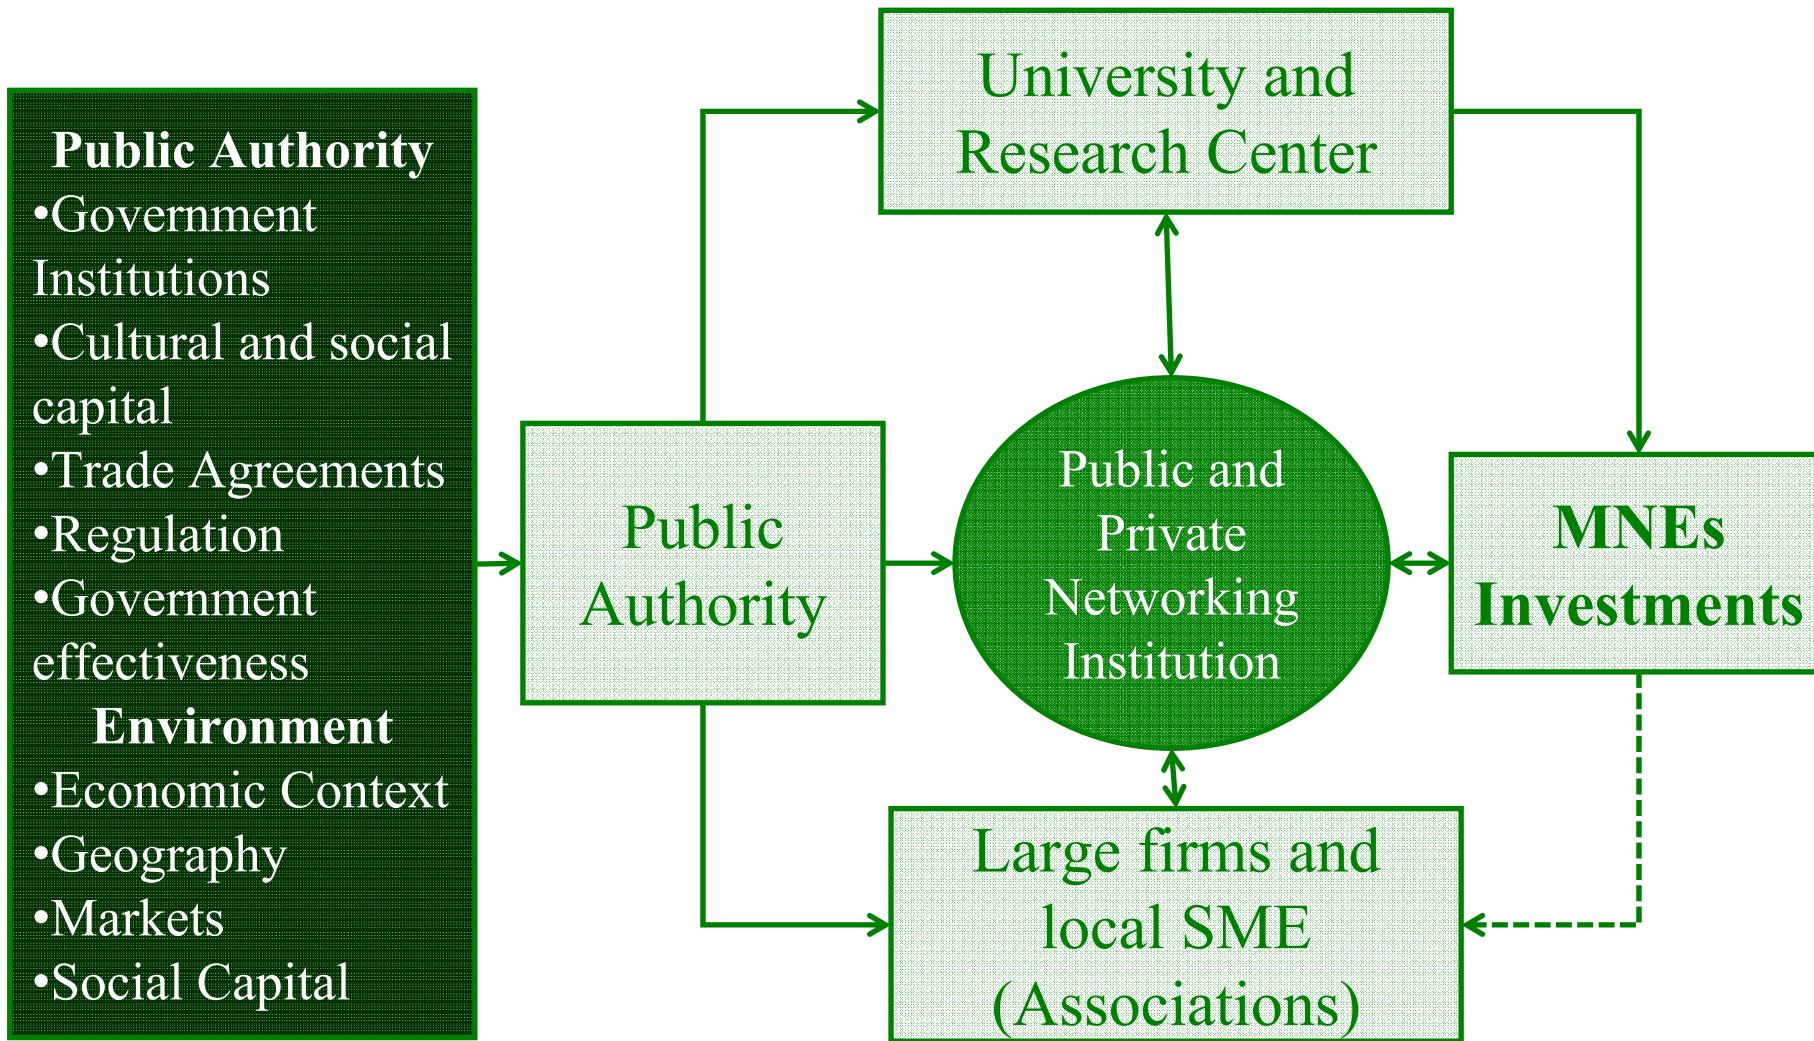 Public Authority
•Government
Institutions
•Cultural and social
capital
•Trade Agreements
•Regulation
•Government
effectiveness
Environment
•Economic Context
•Geography
•Markets
•Social Capital
Public
Authority
University and
Research Center
Public and
Private
Networking
Institution
Large firms and
local SME
(Associations)
MNEs
Investments